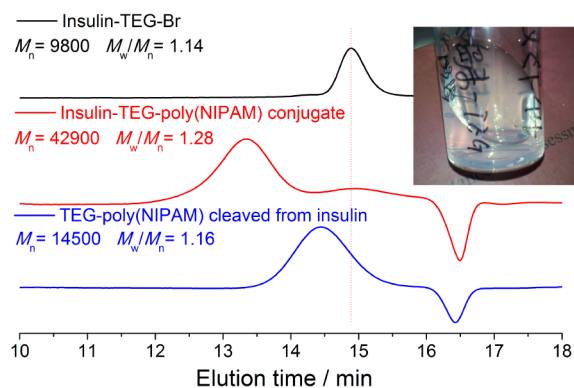 Insulin-TEG-Br
Mn= 9800 Mw/Mn= 1.14
Insulin-TEG-poly(NIPAM) conjugate
Mn= 42900 Mw/Mn= 1.28
TEG-poly(NIPAM) cleaved from insulin
Mn= 14500 Mw/Mn= 1.16
10 11 12 13 14 15 16 17 18
Elution time / min